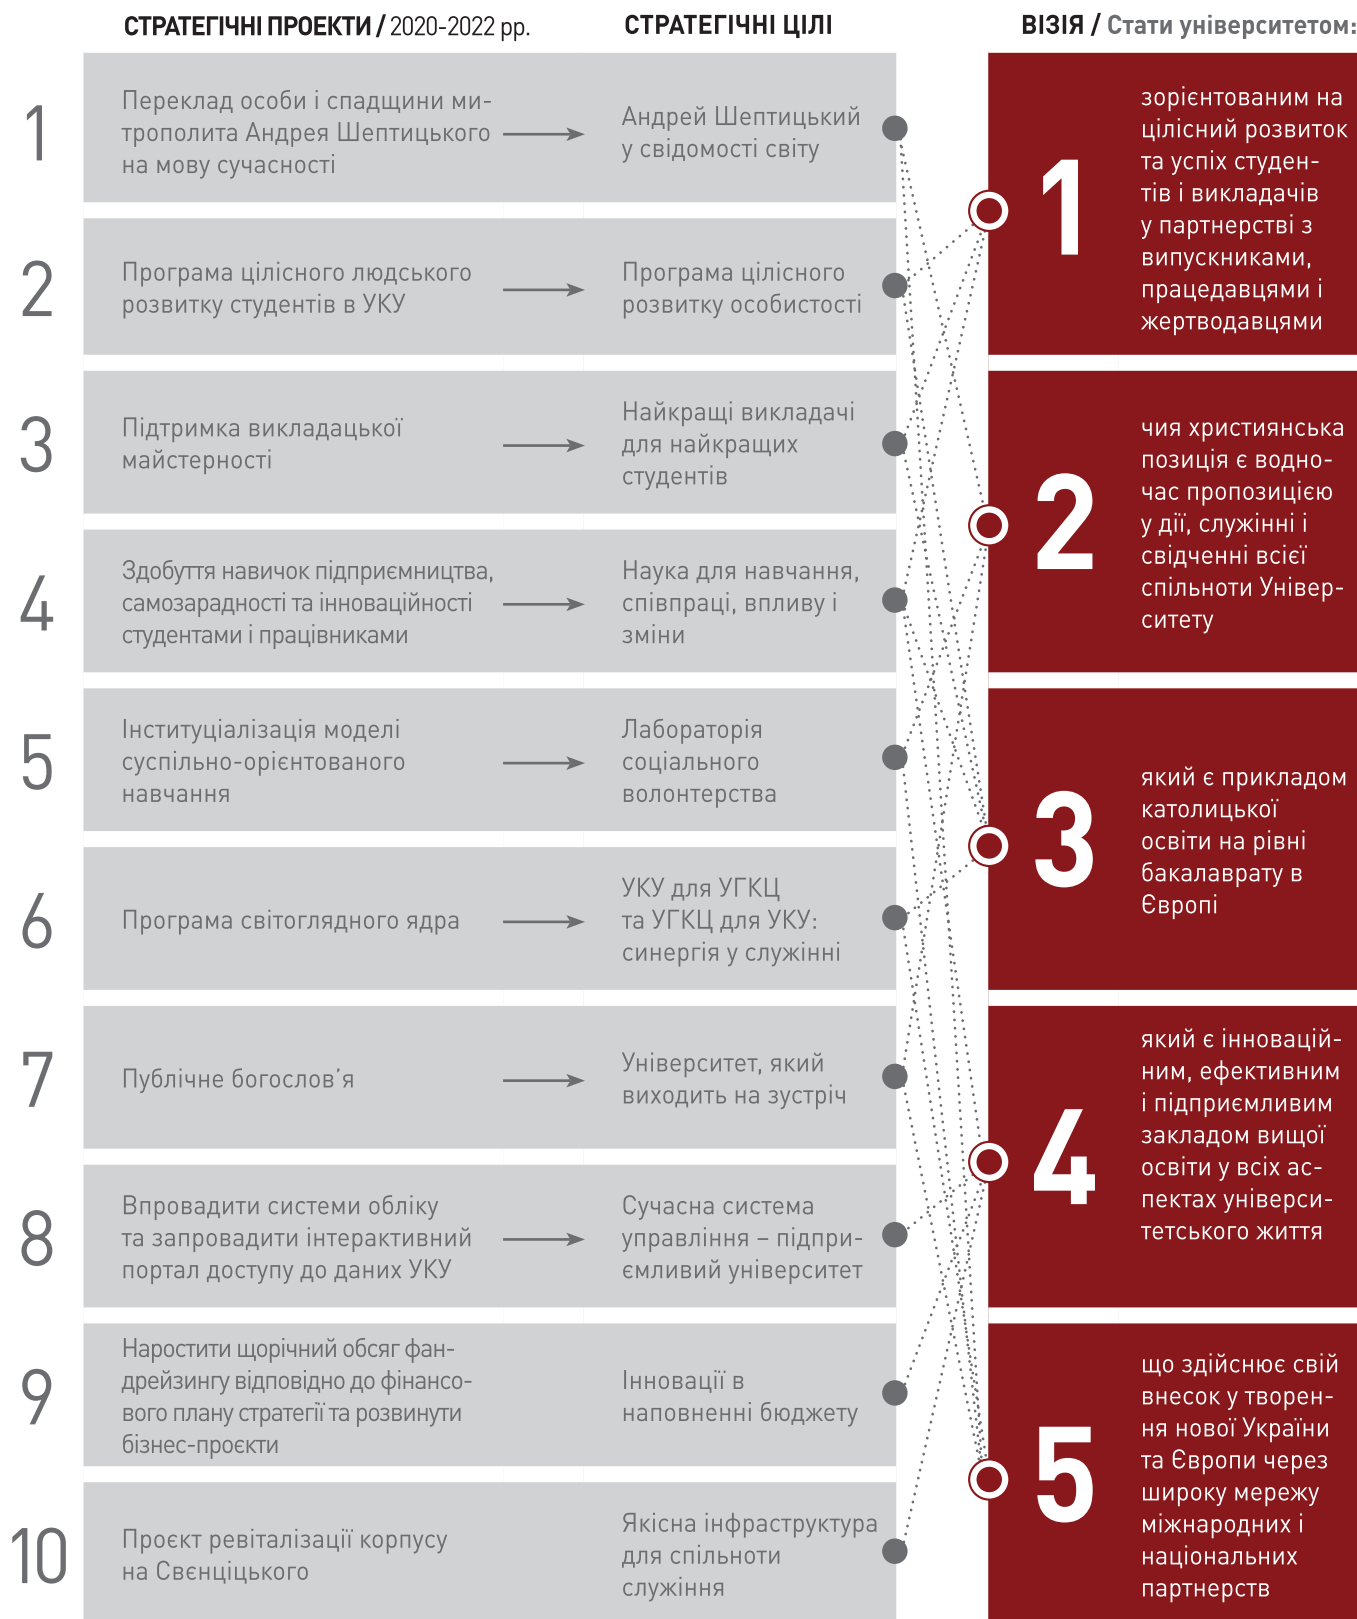 СТРАТЕГІЧНІ ПРОЕКТИ / 2020-2022 рр.
СТРАТЕГІЧНІ ЦІЛІ
ВІЗІЯ / Стати університетом:
1
Переклад особи і спадщини ми-
трополита Андрея Шептицького
на мову сучасності
Андрей Шептицький
у свідомості світу
2
Програма цілісного людського
розвитку студентів в УКУ
Програма цілісного
розвитку особистості
3
Підтримка викладацької
майстерності
Найкращі викладачі
для найкращих
студентів
4
Здобуття навичок підприємництва,
самозарадності та інноваційності
студентами і працівниками
Наука для навчання,
співпраці, впливу і
зміни
5
Інституціалізація моделі
суспільно-орієнтованого
навчання
Лабораторія
соціального
волонтерства
6
Програма світоглядного ядра
УКУ для УГКЦ
та УГКЦ для УКУ:
синергія у служінні
7
Публічне богослов’я
Університет, який
виходить на зустріч
8
Впровадити системи обліку
та запровадити інтерактивний
портал доступу до даних УКУ
Сучасна система
управління – підпри-
ємливий університет
9
Наростити щорічний обсяг фан-
дрейзингу відповідно до фінансо-
вого плану стратегії та розвинути
бізнес-проєкти
Інновації в
наповненні бюджету
10
Проєкт ревіталізації корпусу
на Свєнціцького
Якісна інфраструктура
для спільноти
служіння
1
зорієнтованим на
цілісний розвиток
та успіх студен-
тів і викладачів
у партнерстві з
випускниками,
працедавцями і
жертводавцями
2
чия християнська
позиція є водно-
час пропозицією
у дії, служінні і
свідченні всієї
спільноти Універ-
ситету
3
який є прикладом
католицької
освіти на рівні
бакалаврату в
Європі
4
який є інновацій-
ним, ефективним
і підприємливим
закладом вищої
освіти у всіх ас-
пектах універси-
тетського життя
5
що здійснює свій
внесок у творен-
ня нової України
та Європи через
широку мережу
міжнародних і
національних
партнерств